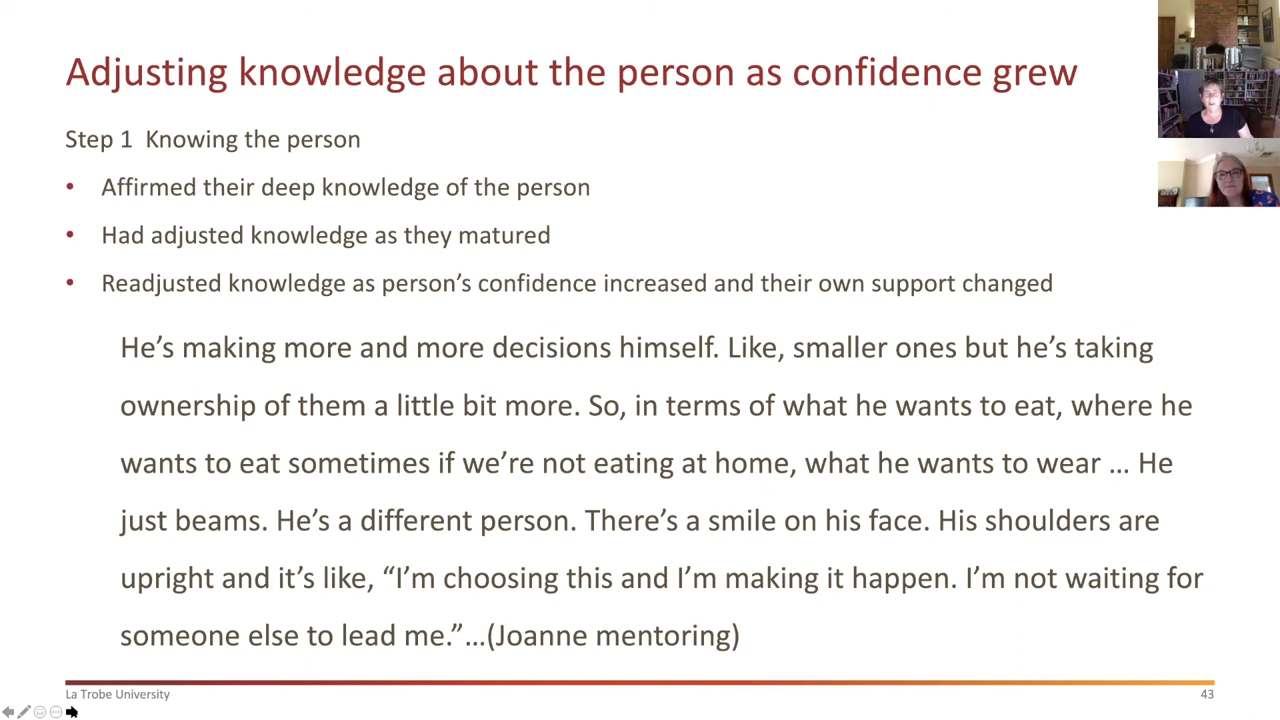 Adjusting knowledge about the person as confidence grew
Step 1  Knowing the person
• Affirmed their deep knowledge of the person
• Had adjusted knowledge as they matured
• Readjusted knowledge as person’s confidence increased and their own support changed
He’s making more and more decisions himself. Like, smaller ones but he’s taking
ownership of them a little bit more. So, in terms of what he wants to eat, where he
wants to eat sometimes if we’re not eating at home, what he wants to wear … He
just beams. He’s a different person. There’s a smile on his face. His shoulders are
upright and it’s like, “I’m choosing this and I’m making it happen. I’m not waiting for
someone else to lead me.”…(Joanne mentoring)
La Trobe University
43